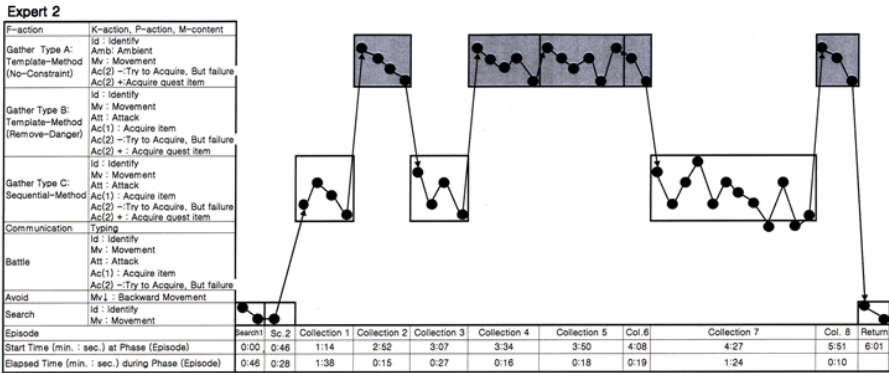 Expert 2
F-action K-action, P-action, M-content
Gather Type A:
Template-Method
(No-Constraint)
Id : Identify
Amb: Ambient
Mv : Movement
Ac(2) -:Try to Acquire, But failure
Ac(2) +:Acquire quest item
Gather Type B:
Template-Method
(Remove-Danger)
Id : Identify
Mv : Movement
Att : Attack
Ac(1) : Acquire item
Ac(2) -:Try to Acquire, But failure
Ac(2) + : Acquire quest item
Gather Type C:
Sequential-Method
Id : Identify
Mv : Movement
Att : Attack
Ac(1) : Acquire item
Ac(2) -:Try to Acquire, But failure
Ac(2) + : Acquire quest item
Communication Typing
Battle
Id : Identify
Mv : Movement
Att : Attack
Ac(1) : Acquire item
Ac(2) -:Try to Acquire, But failure
Avoid Mv↓ : Backward Movement
Search
Id : Identify
Mv : Movement
Episode Search1 Sc.2 Collection 1 Collection 2 Collection 3 Collection 4 Collection 5 Col.6 Collection 7 Col. 8 Return
Start Time (min. : sec.) at Phase (Episode) 0:00 0:46 1:14 2:52 3:07 3:34 3:50 4:08 4:27 5:51 6:01
Elapsed Time (min. : sec.) during Phase (Episode) 0:46 0:28 1:38 0:15 0:27 0:16 0:18 0:19 1:24 0:10